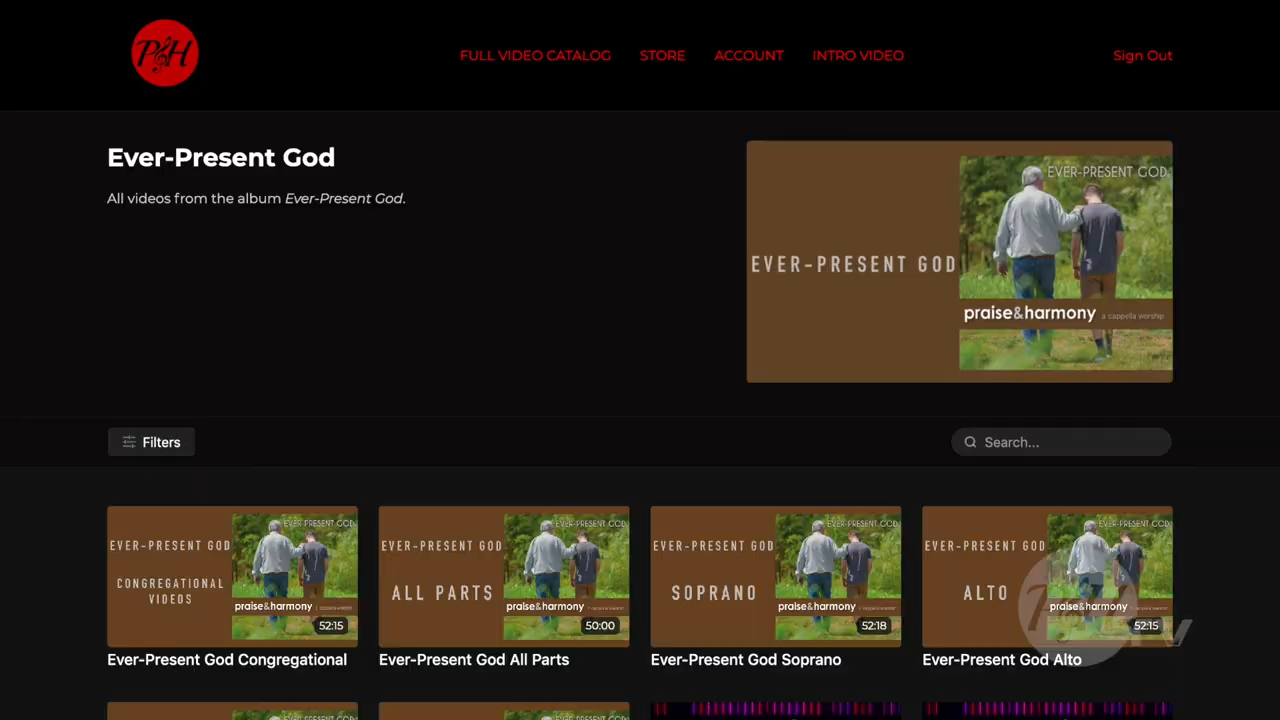 P&H
FULL VIDEO CATALOG
STORE
ACCOUNT
INTRO VIDEO
Sign Out
Ever-Present God
All videos from the album Ever-Present God.
EVER-PRESENT GOD
EVER-PRESENT GOD
praise&harmony a cappella worship
Filters
Search...
EVER-PRESENT GOD
CONGREGATIONAL
VIDEOS
EVER-PRESENT GOD
praise&harmony
52:15
Ever-Present God Congregational
EVER-PRESENT GOD
ALL PARTS
EVER-PRESENT GOD
praise&harmony
50:00
Ever-Present God All Parts
EVER-PRESENT GOD
SOPRANO
EVER-PRESENT GOD
praise&harmony
52:18
Ever-Present God Soprano
EVER-PRESENT GOD
ALTO
EVER-PRESENT GOD
praise&harmony
52:15
Ever-Present God Alto